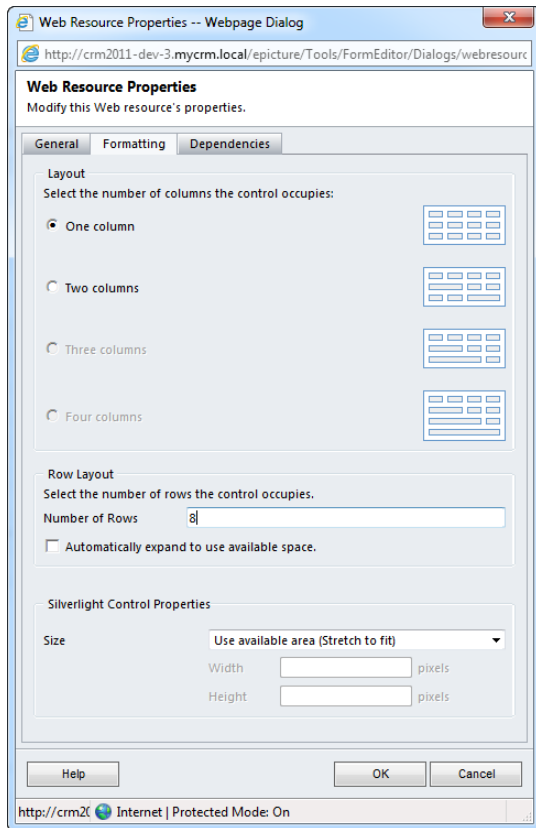 Web Resource Properties -- Webpage Dialog
http://crm2011-dev-3.mycrm.local/epicture/Tools/FormEditor/Dialogs/webresourc
Web Resource Properties
Modify this Web resource's properties.
General Formatting Dependencies
Layout
Select the number of columns the control occupies:
One column
Two columns
Three columns
Four columns
Row Layout
Select the number of rows the control occupies.
Number of Rows 8
Automatically expand to use available space.
Silverlight Control Properties
Size Use available area (Stretch to fit)
Width pixels
Height pixels
Help OK Cancel
http://crm20 Internet | Protected Mode: On